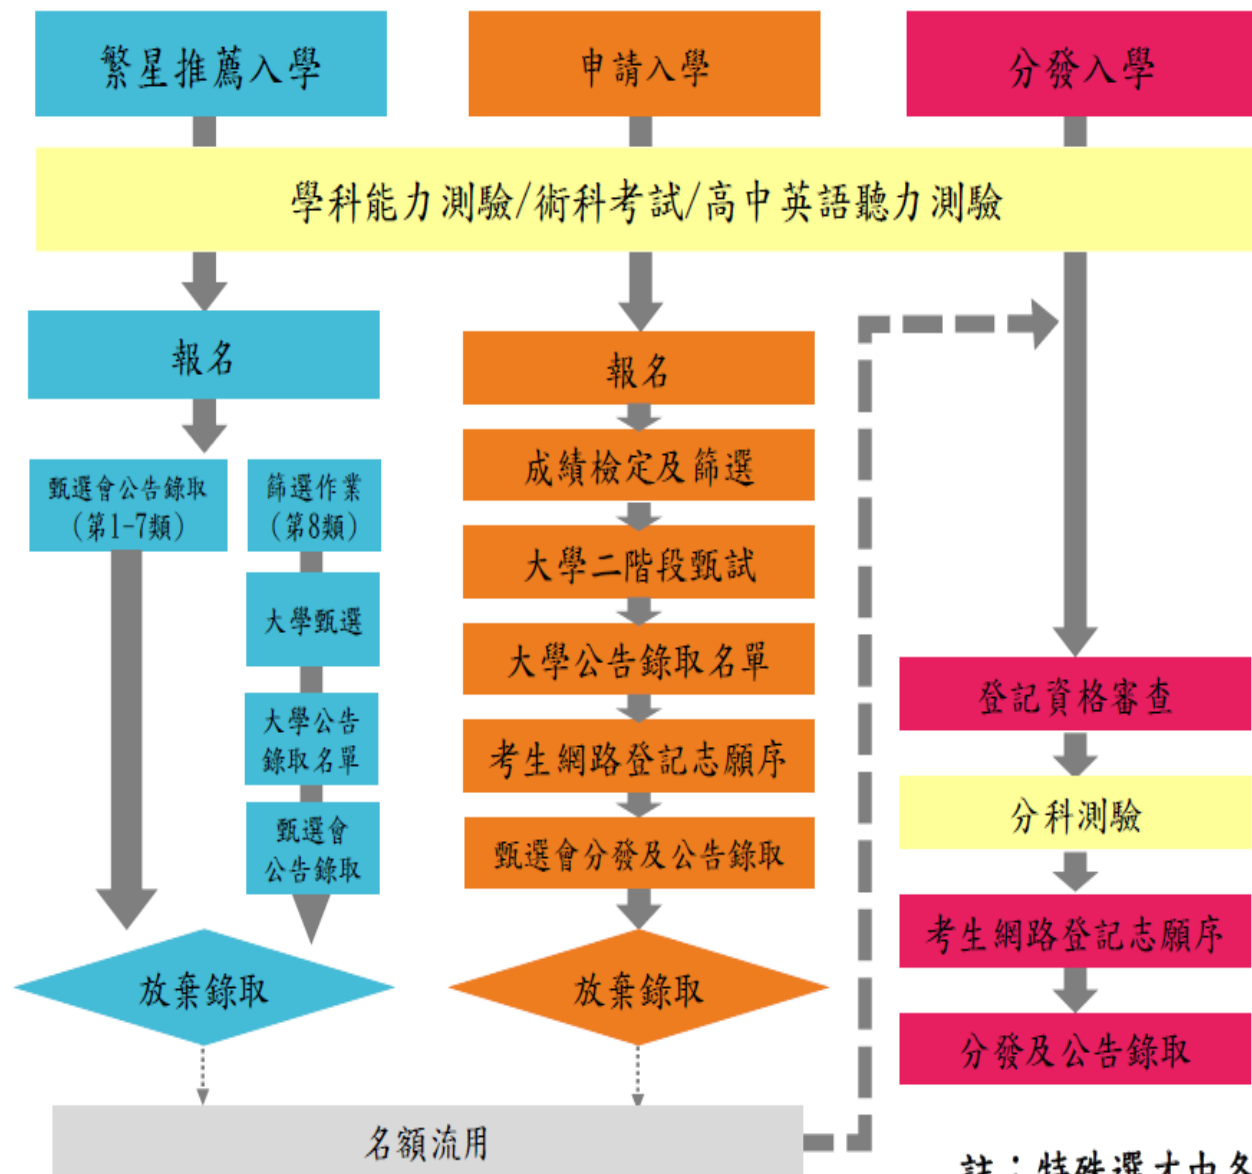 繁星推薦入學
申請入學
分發入學
學科能力測驗/術科考試/高中英語聽力測驗
報名
甄選會公告錄取
(第1-7類)
篩選作業
(第8類)
大學甄選
大學公告
錄取名單
甄選會
公告錄取
放棄錄取
報名
成績檢定及篩選
大學二階段甄試
大學公告錄取名單
考生網路登記志願序
甄選會分發及公告錄取
放棄錄取
名額流用
登記資格審查
分科測驗
考生網路登記志願序
分發及公告錄取
註：特殊選才中各